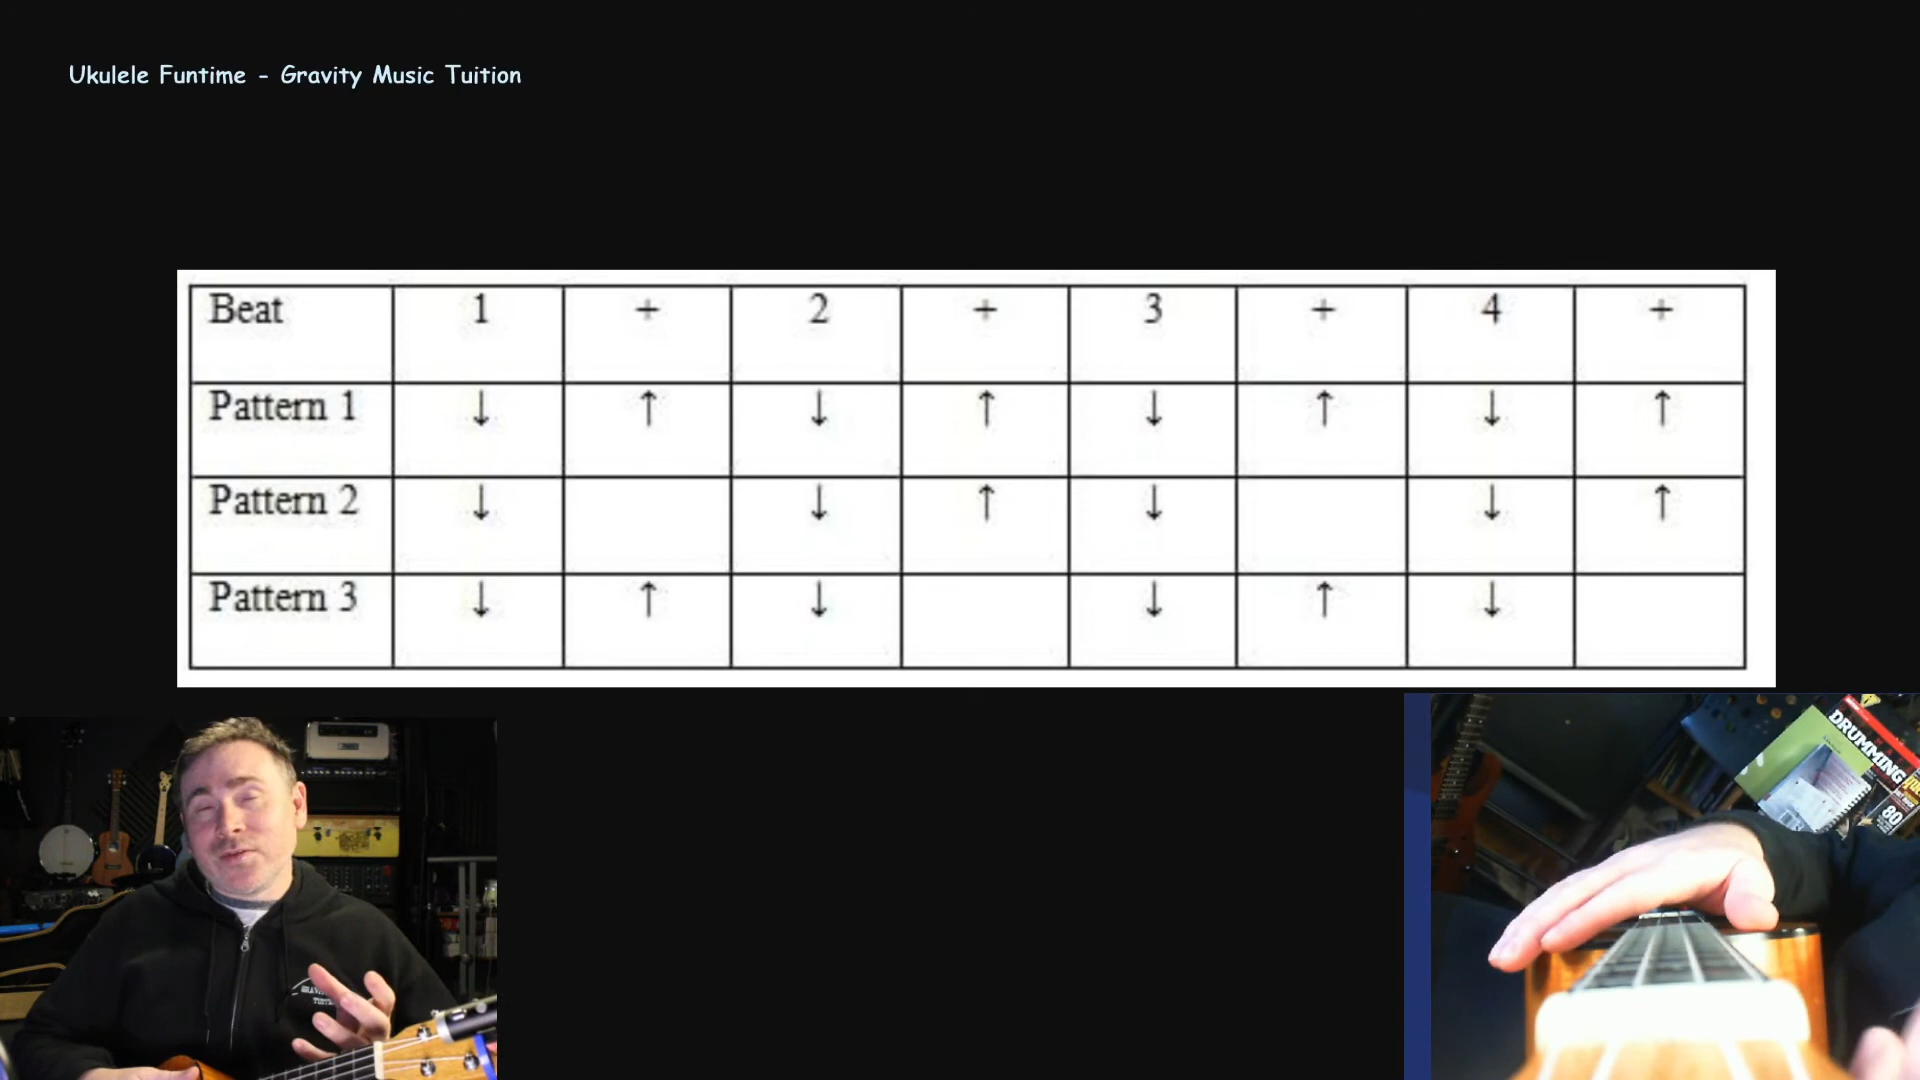 Ukulele Funtime - Gravity Music Tuition
Beat 1 + 2 + 3 + 4 +
Pattern 1 ↓ ↑ ↓ ↑ ↓ ↑ ↓ ↑
Pattern 2 ↓ ↓ ↑ ↓ ↓ ↑
Pattern 3 ↓ ↑ ↓ ↓ ↑ ↓
DRUMMING
80